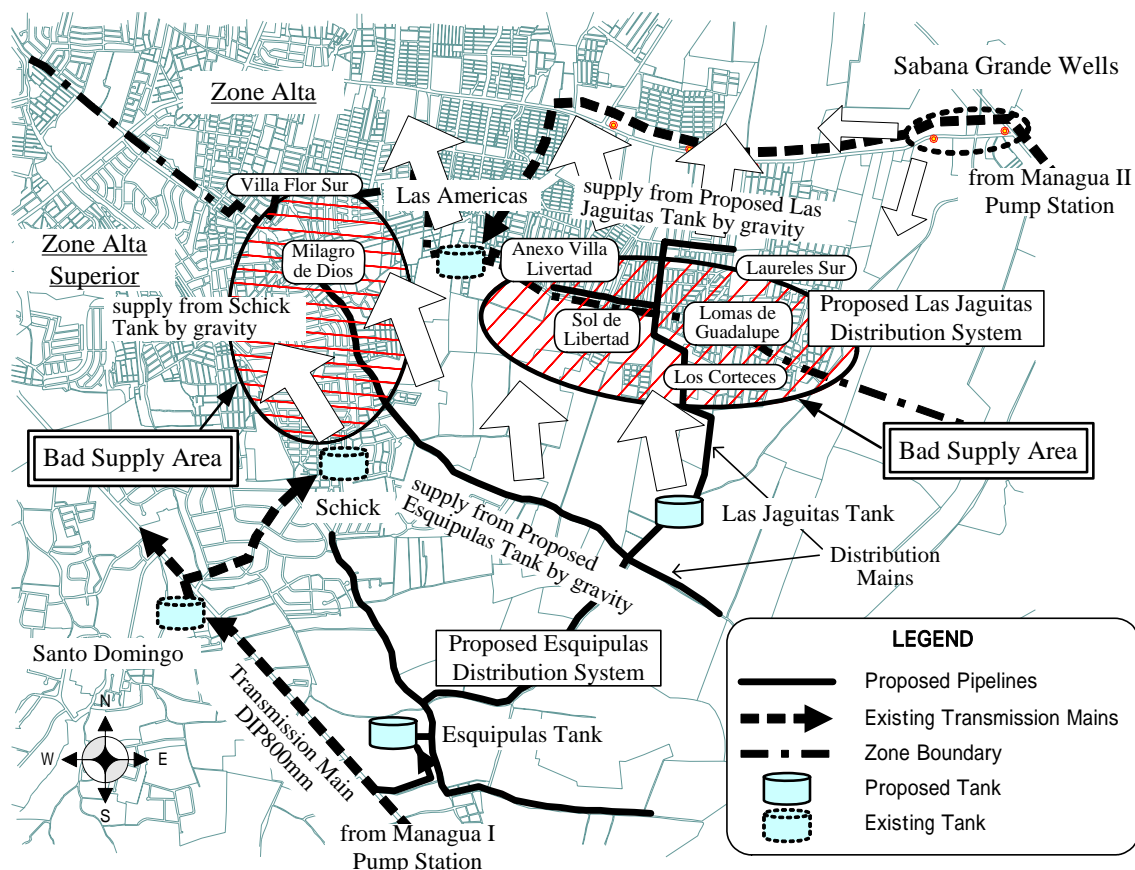 Zone Alta
Sabana Grande Wells
Villa Flor Sur
Las Americas
supply from Proposed Las
Jaguitas Tank by gravity
from Managua II
Pump Station
Zone Alta
Superior
Milagro
de Dios
Anexo Villa
Livertad
Laureles Sur
supply from Schick
Tank by gravity
Sol de
Libertad
Lomas de
Guadalupe
Proposed Las Jaguitas
Distribution System
Los Corteces
Bad Supply Area
Bad Supply Area
Schick
supply from Proposed
Esquipulas Tank by gravity
Las Jaguitas Tank
Distribution
Mains
Santo Domingo
Proposed Esquipulas
Distribution System
Transmission Main
DIP800mm
Esquipulas Tank
N
W
E
S
from Managua I
Pump Station
LEGEND
Proposed Pipelines
Existing Transmission Mains
Zone Boundary
Proposed Tank
Existing Tank